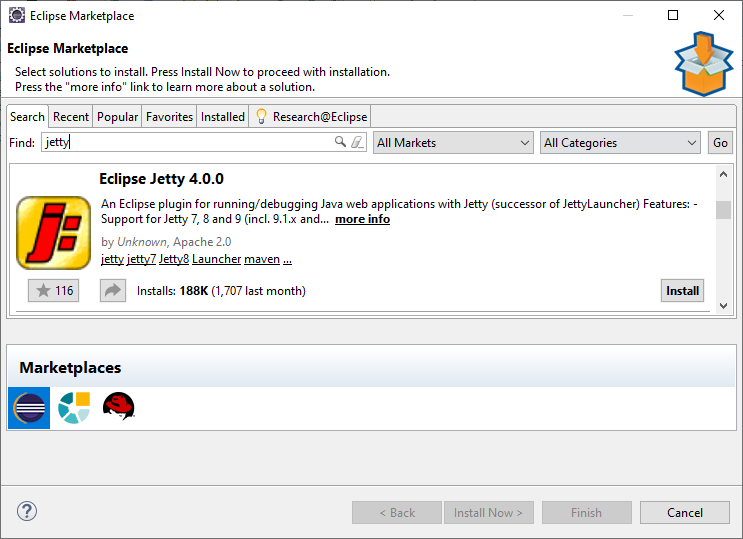 Eclipse Marketplace
Eclipse Marketplace
Select solutions to install. Press Install Now to proceed with installation.
Press the "more info" link to learn more about a solution.
Search Recent Popular Favorites Installed Research@Eclipse
Find: jetty All Markets All Categories Go
Eclipse Jetty 4.0.0
An Eclipse plugin for running/debugging Java web applications with Jetty (successor of JettyLauncher) Features: -
Support for Jetty 7, 8 and 9 (incl. 9.1.x and... more info
by Unknown, Apache 2.0
jetty jetty7 Jetty8 Launcher maven ...
116 Installs: 188K (1,707 last month) Install
Marketplaces
? < Back Install Now > Finish Cancel